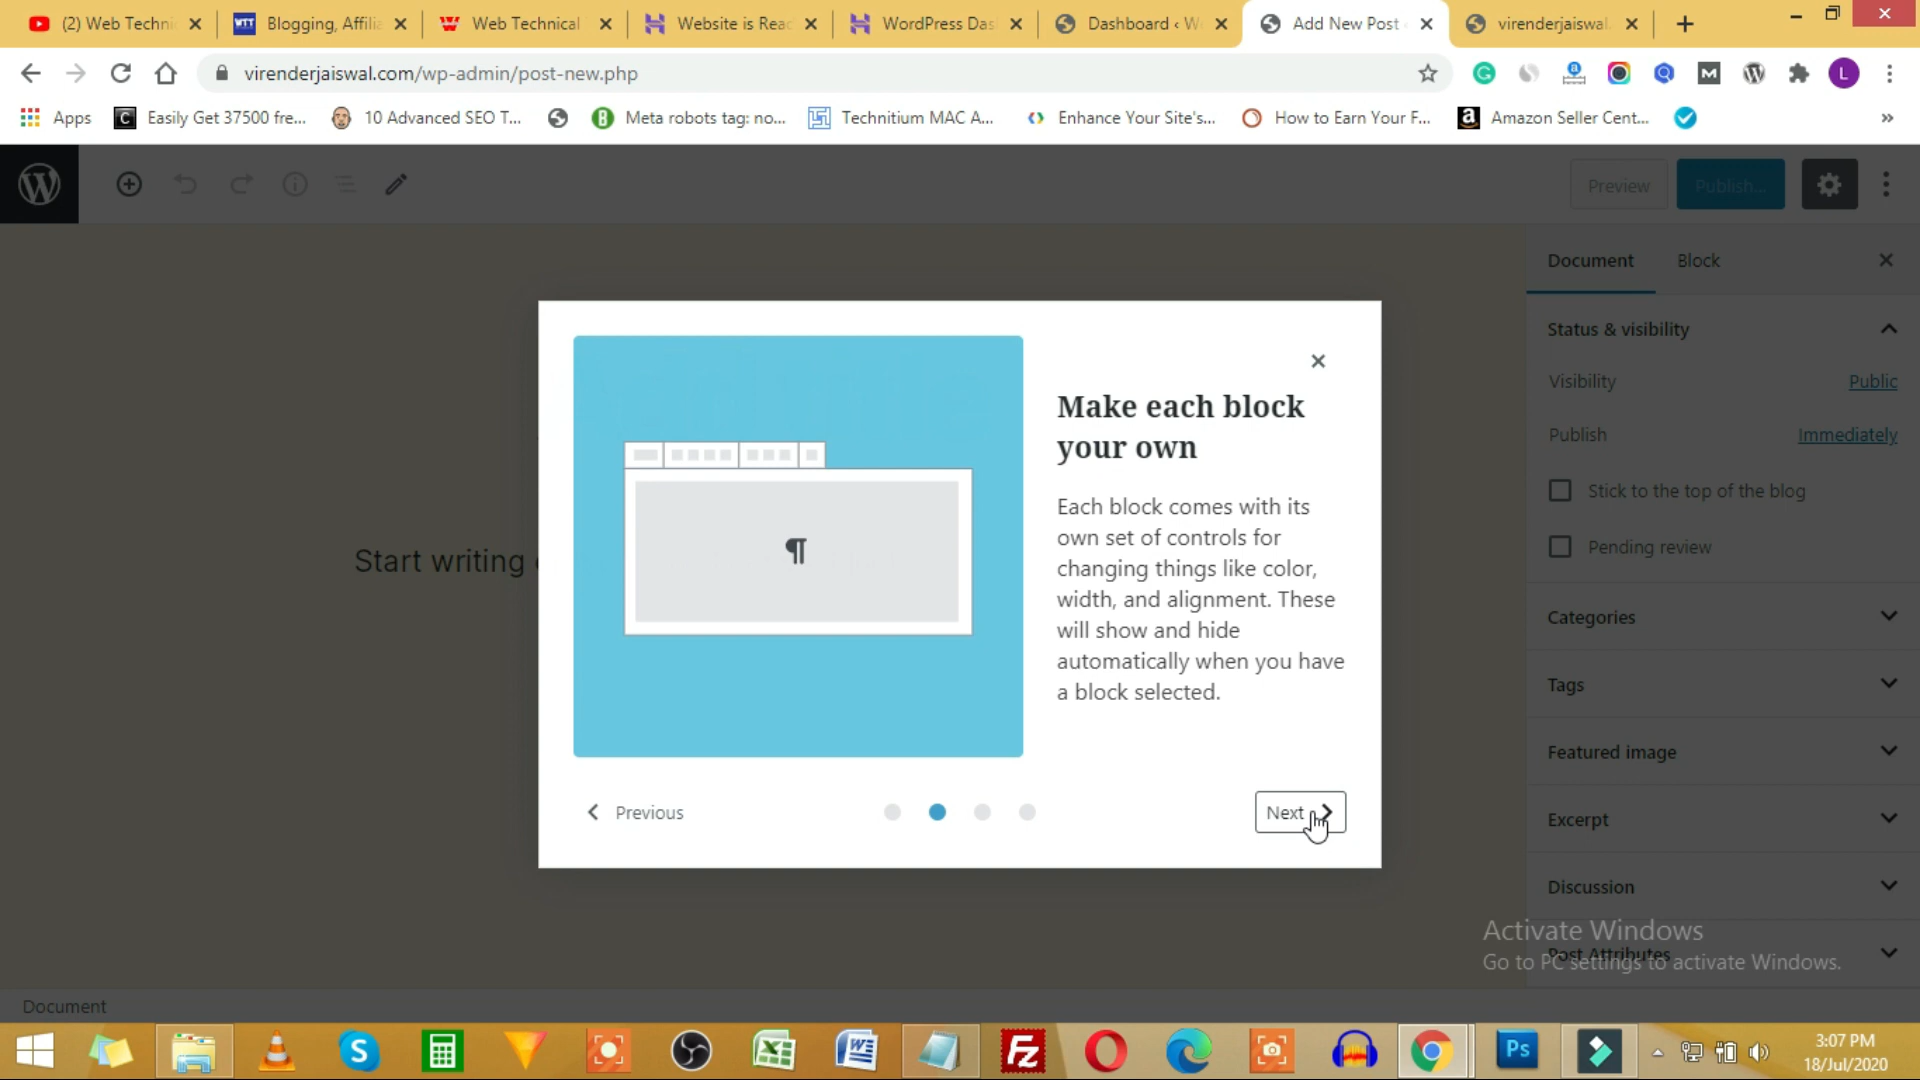 (2) Web Technic
Blogging, Affilia
Web Technical
Website is Read
WordPress Das
Dashboard ‹ W
Add New Post ‹
virenderjaiswal.
virenderjaiswal.com/wp-admin/post-new.php
L
Apps
Easily Get 37500 fre...
10 Advanced SEO T...
Meta robots tag: no...
Technitium MAC A...
Enhance Your Site's...
How to Earn Your F...
Amazon Seller Cent...
Preview
Publish...
Document
Block
Status & visibility
Visibility
Public
Publish
Immediately
Stick to the top of the blog
Pending review
Categories
Tags
Featured image
Excerpt
Discussion
Post Attributes
Start writing
Make each block
your own
Each block comes with its
own set of controls for
changing things like color,
width, and alignment. These
will show and hide
automatically when you have
a block selected.
Previous
Next
Activate Windows
Go to PC settings to activate Windows.
Document
3:07 PM
18/Jul/2020